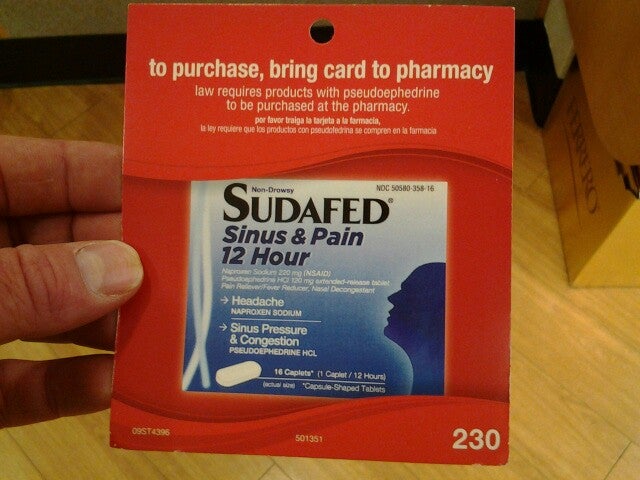 to purchase, bring card to pharmacy
law requires products with pseudoephedrine
to be purchased at the pharmacy.
por favor traiga la tarjeta a la farmacia,
la ley requiere que los productos con pseudofedrina se compren en la farmacia
Non-Drowsy
NDC 50580-358-16
SUDAFED®
Sinus & Pain
12 Hour
Naproxen Sodium 220 mg (NSAID)
Pseudoephedrine HCl 120 mg extended-release tablet
Pain Reliever/Fever Reducer, Nasal Decongestant
→ Headache
NAPROXEN SODIUM
→ Sinus Pressure
& Congestion
PSEUDOEPHEDRINE HCL
16 Caplets* (1 Caplet / 12 Hours)
(actual size) *Capsule-Shaped Tablets
09ST4396
501351
230